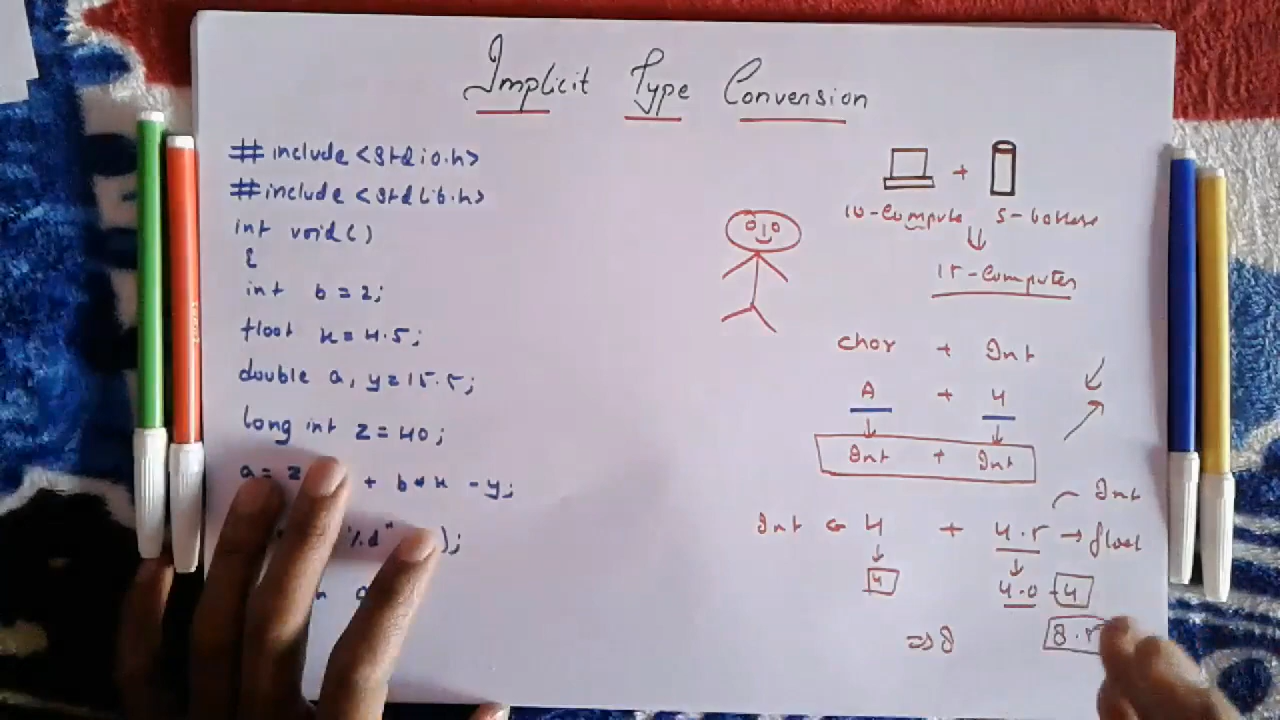 Implicit Type Conversion
#include <stdio.h>
#include <stdlib.h>
int void()
{
int b = 2;
float x = 4.5;
double a, y = 15.5;
long int z = 40;
a = z + b * x - y;
%d" );
10-Compute + 5-bottle
15-Computer
char + Int
A + 4
Int + Int
Int
Int 4 + 4.5 → float
4
4.0 4
⇒ 8
8.5